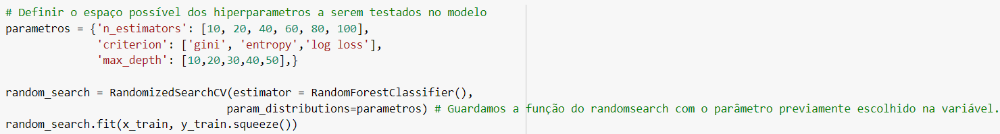 # Definir o espaço possível dos hiperparametros a serem testados no modelo
parametros = {'n_estimators': [10, 20, 40, 60, 80, 100],
'criterion': ['gini', 'entropy','log loss'],
'max_depth': [10,20,30,40,50],}
random_search = RandomizedSearchCV(estimator = RandomForestClassifier(),
param_distributions=parametros) # Guardamos a função do randomsearch com o parâmetro previamente escolhido na variável.
random_search.fit(x_train, y_train.squeeze())